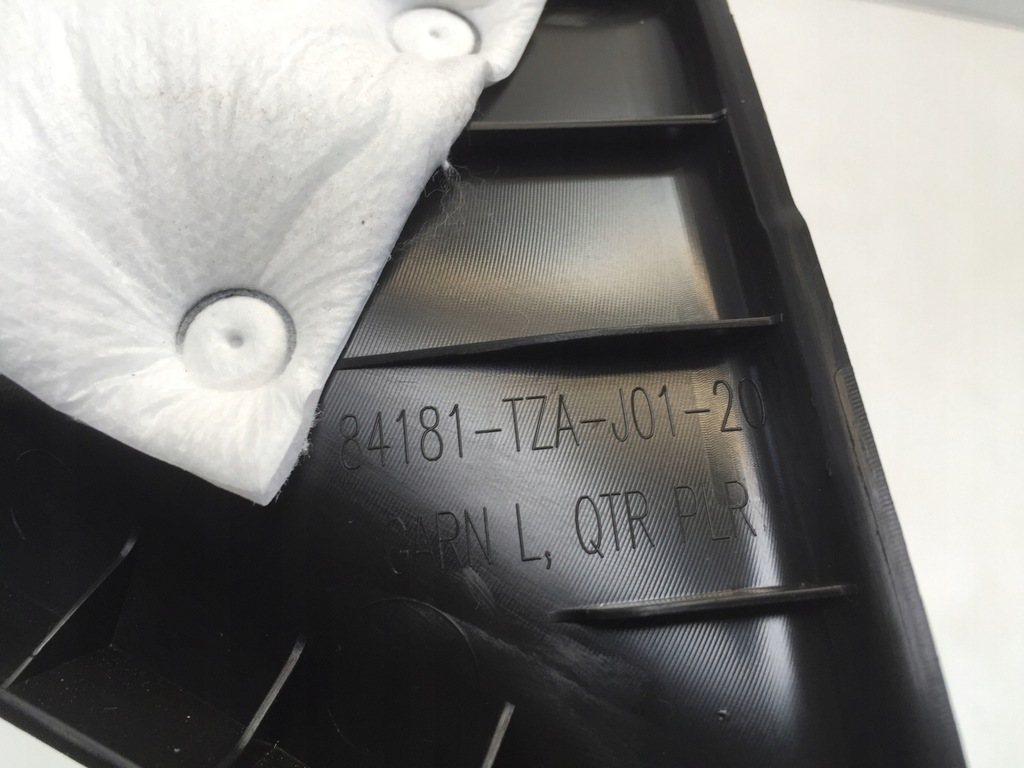 84181-TZA-J01-20
GARN L, QTR PLR